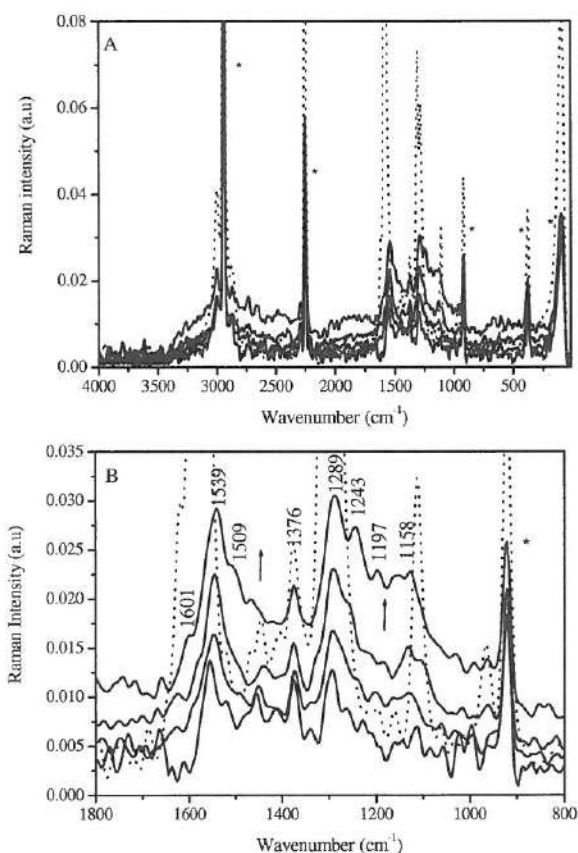 0.08
A
*
0.06
*
Raman intensity (a.u)
0.04
* * *
0.02
0.00
4000 3500 3000 2500 2000 1500 1000 500
Wavenumber (cm⁻¹)
0.035
B
0.030
1601
1539
1509
1376
1289
1243
1197
1158
*
0.025
Raman Intensity (a.u)
0.020
0.015
0.010
0.005
0.000
1800 1600 1400 1200 1000 800
Wavenumber (cm⁻¹)